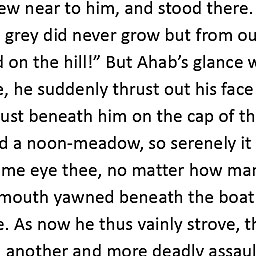 ew near to him, and stood there.
grey did never grow but from ou
d on the hill!” But Ahab’s glance w
e, he suddenly thrust out his face
ust beneath him on the cap of th
d a noon-meadow, so serenely it
me eye thee, no matter how mar
mouth yawned beneath the boat
e. As now he thus vainly strove, th
another and more deadly assaul